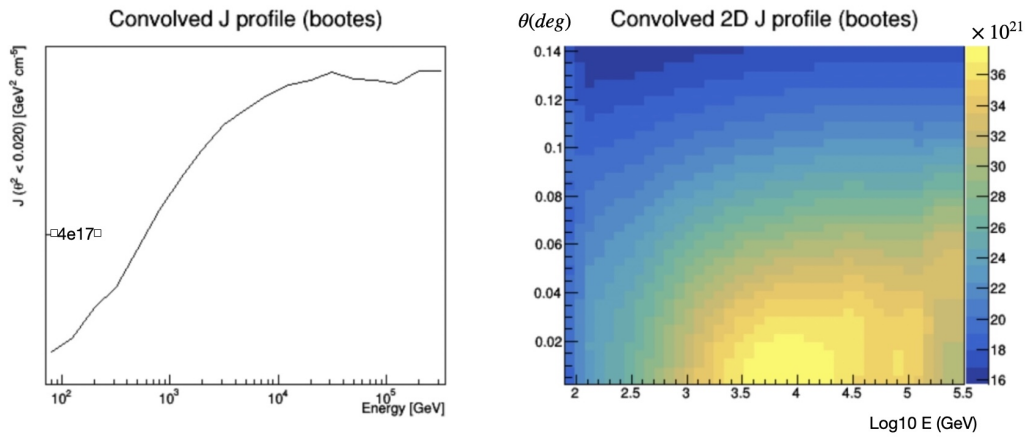 Convolved J profile (bootes)
J (θ² < 0.020) [GeV² cm⁻⁵]
□4e17□
10² 10³ 10⁴ 10⁵
Energy [GeV]
θ(deg)
Convolved 2D J profile (bootes)
× 10²¹
0.14
0.12
0.1
0.08
0.06
0.04
0.02
2 2.5 3 3.5 4 4.5 5 5.5
36
34
32
30
28
26
24
22
20
18
16
Log10 E (GeV)